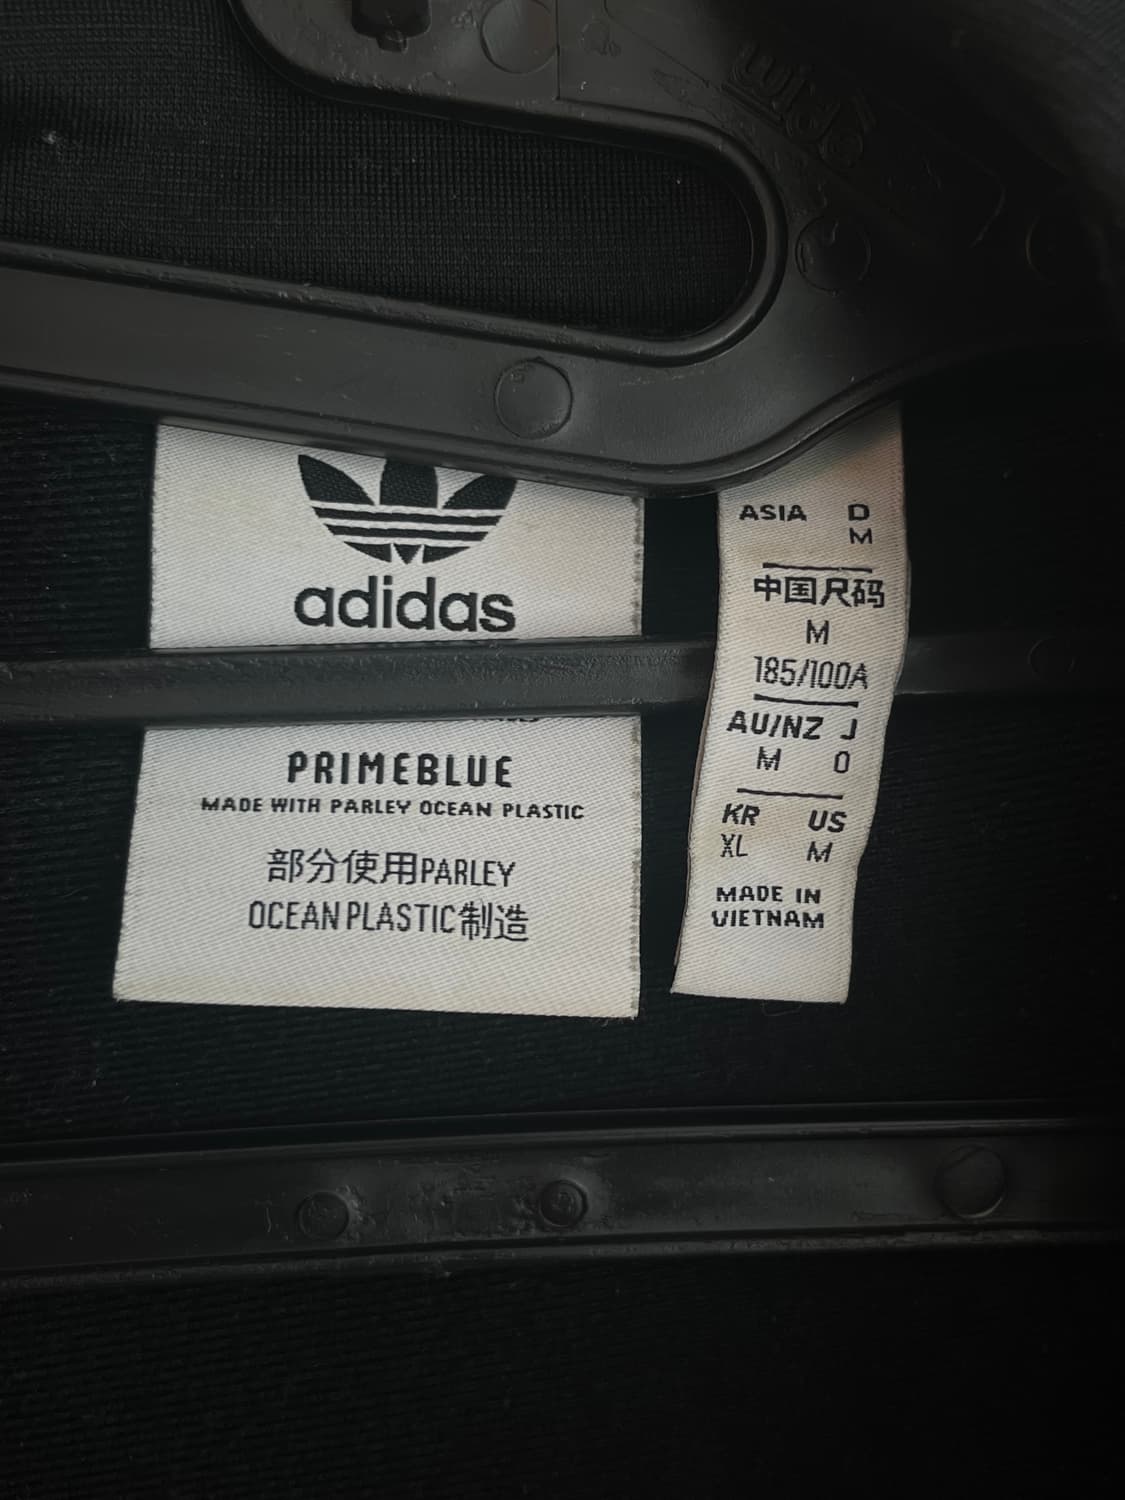 adidas
PRIMEBLUE
MADE WITH PARLEY OCEAN PLASTIC
部分使用PARLEY
OCEAN PLASTIC制造
ASIA D
M
中国尺码
M
185/100A
AU/NZ J
M O
KR US
XL M
MADE IN
VIETNAM